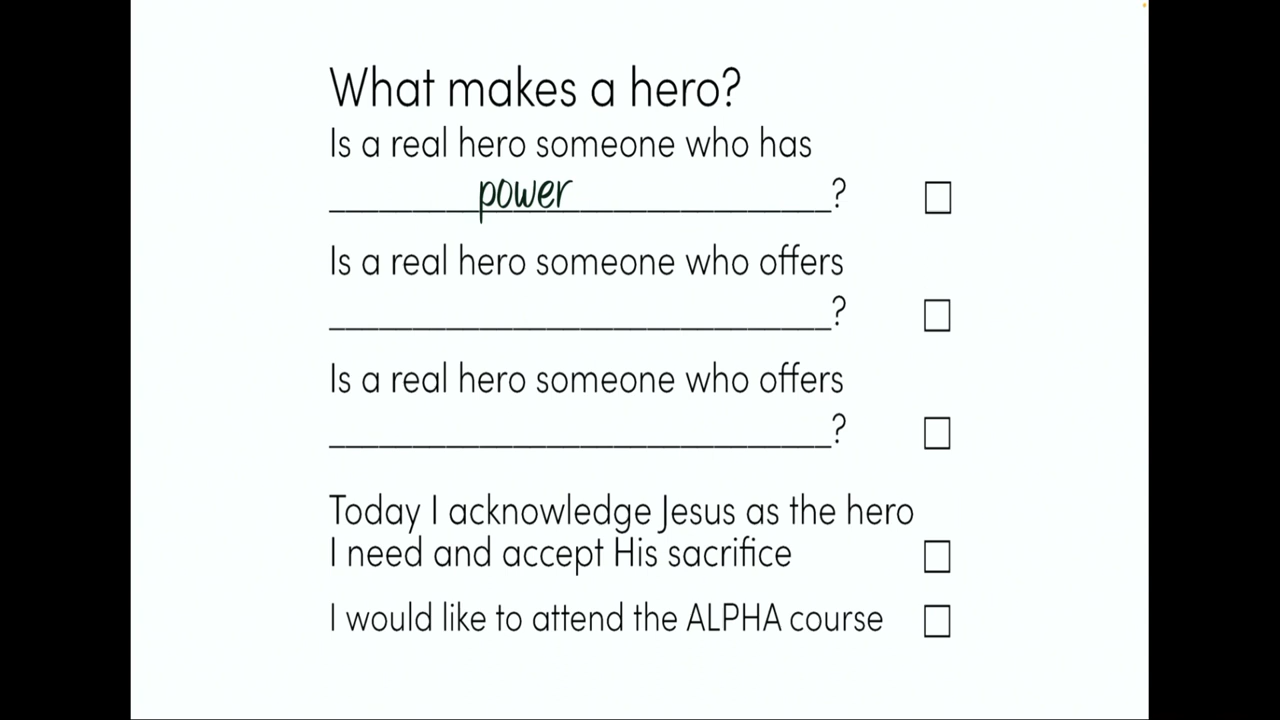 What makes a hero?
Is a real hero someone who has
power?
Is a real hero someone who offers
______________________________?
Is a real hero someone who offers
______________________________?
Today I acknowledge Jesus as the hero
I need and accept His sacrifice
I would like to attend the ALPHA course